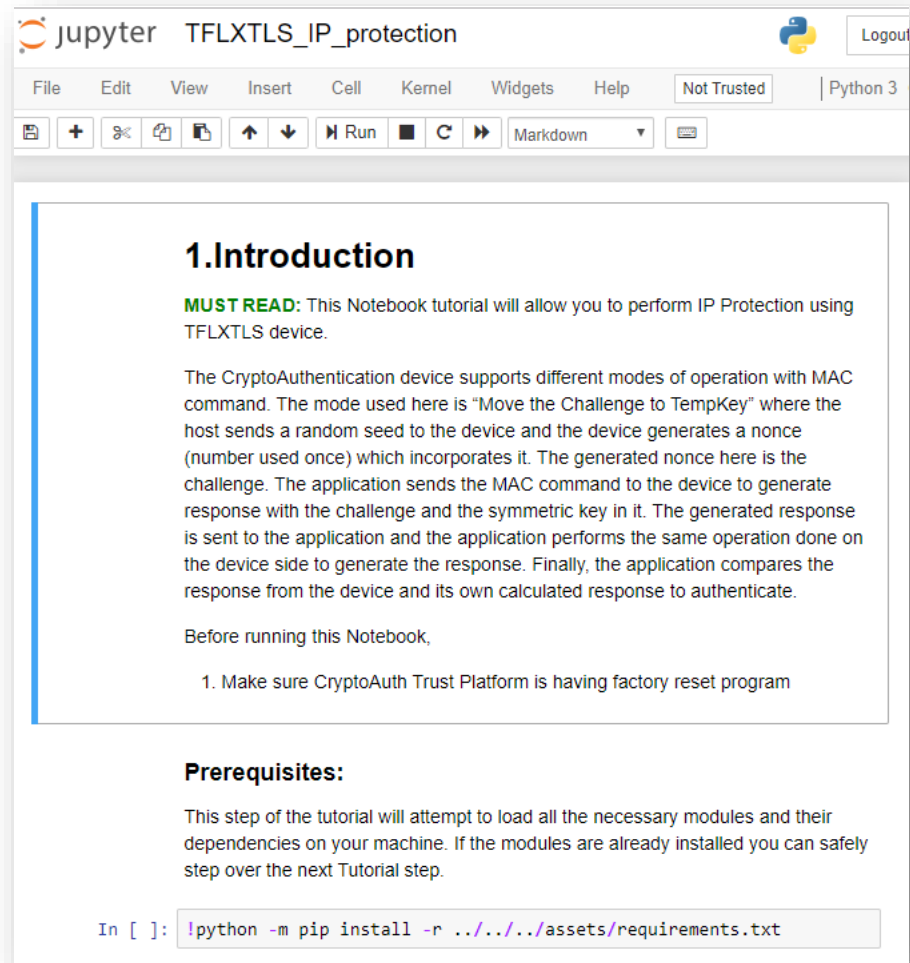 jupyter TFLXTLS_IP_protection
Logout
File Edit View Insert Cell Kernel Widgets Help Not Trusted Python 3
Run Markdown
1.Introduction
MUST READ: This Notebook tutorial will allow you to perform IP Protection using
TFLXTLS device.
The CryptoAuthentication device supports different modes of operation with MAC
command. The mode used here is “Move the Challenge to TempKey” where the
host sends a random seed to the device and the device generates a nonce
(number used once) which incorporates it. The generated nonce here is the
challenge. The application sends the MAC command to the device to generate
response with the challenge and the symmetric key in it. The generated response
is sent to the application and the application performs the same operation done on
the device side to generate the response. Finally, the application compares the
response from the device and its own calculated response to authenticate.
Before running this Notebook,
1. Make sure CryptoAuth Trust Platform is having factory reset program
Prerequisites:
This step of the tutorial will attempt to load all the necessary modules and their
dependencies on your machine. If the modules are already installed you can safely
step over the next Tutorial step.
In [ ]: !python -m pip install -r ../../../assets/requirements.txt